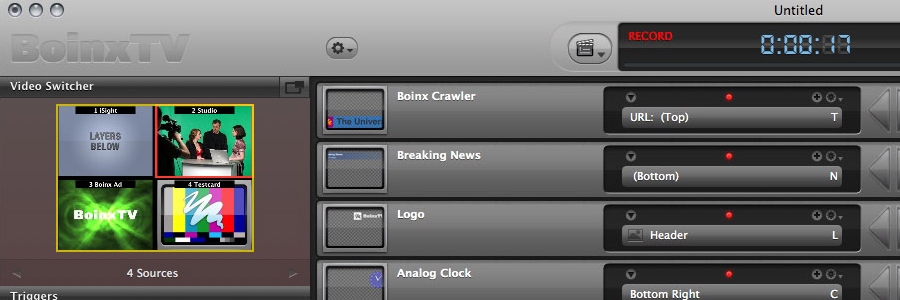 Untitled
BoinxTV
RECORD
0:00:17
Video Switcher
1 iSight
2 Studio
LAYERS
BELOW
3 Boinx Ad
4 Testcard
BoinxTV
4 Sources
Triggers
The Univer
Boinx Crawler
URL: (Top) T
Breaking News
(Bottom) N
BoinxTV
Logo
Header L
Analog Clock
Bottom Right C